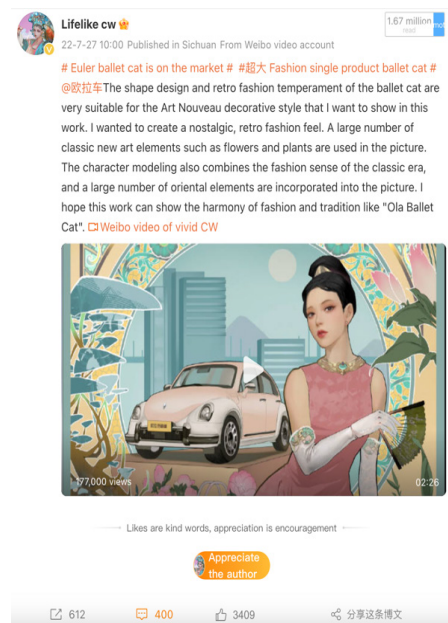 Lifelike cw
1.67 million
read
22-7-27 10:00 Published in Sichuan From Weibo video account
# Euler ballet cat is on the market # #超大 Fashion single product ballet cat #
@欧拉车The shape design and retro fashion temperament of the ballet cat are
very suitable for the Art Nouveau decorative style that I want to show in this
work. I wanted to create a nostalgic, retro fashion feel. A large number of
classic new art elements such as flowers and plants are used in the picture.
The character modeling also combines the fashion sense of the classic era,
and a large number of oriental elements are incorporated into the picture. I
hope this work can show the harmony of fashion and tradition like "Ola Ballet
Cat". Weibo video of vivid CW
177,000 views
02:26
Likes are kind words, appreciation is encouragement
Appreciate
the author
612
400
3409
分享这条博文